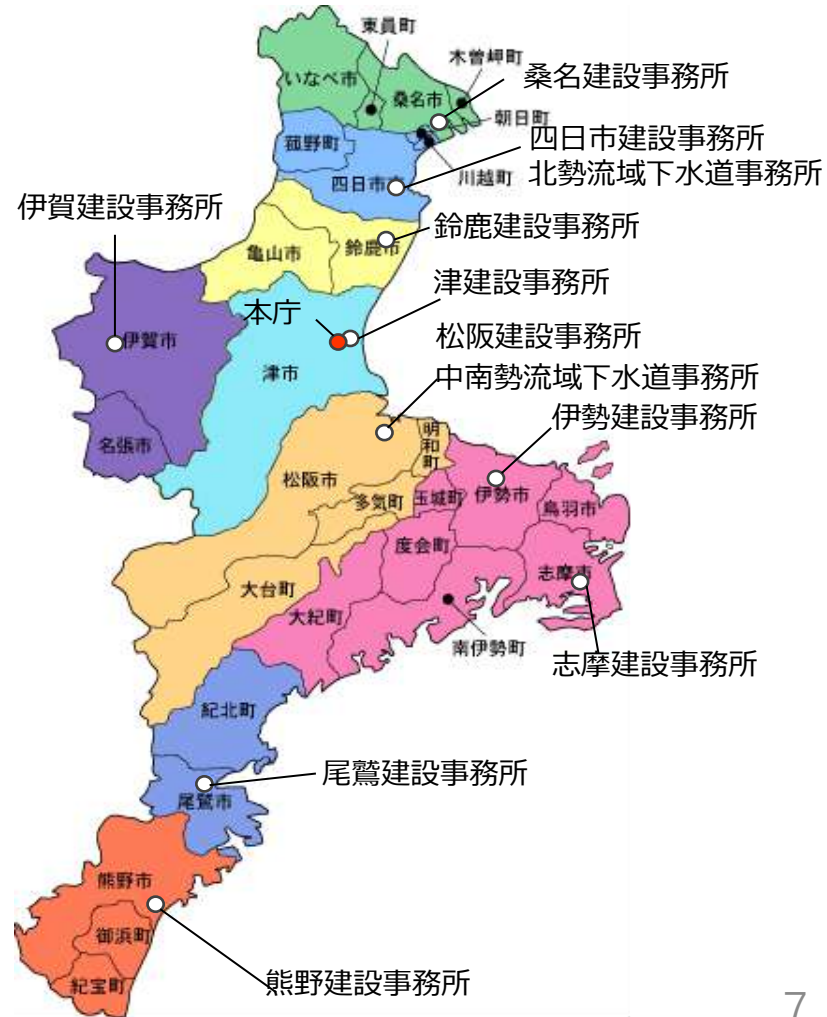 東員町
木曽岬町
いなべ市
桑名市
桑名建設事務所
朝日町
菰野町
四日市建設事務所
川越町
北勢流域下水道事務所
四日市市
伊賀建設事務所
鈴鹿市
鈴鹿建設事務所
亀山市
津建設事務所
本庁
伊賀市
松阪建設事務所
津市
中南勢流域下水道事務所
伊勢建設事務所
明和町
名張市
松阪市
多気町
玉城町
伊勢市
鳥羽市
度会町
志摩市
大台町
大紀町
南伊勢町
志摩建設事務所
紀北町
尾鷲建設事務所
尾鷲市
熊野市
御浜町
紀宝町
熊野建設事務所
7